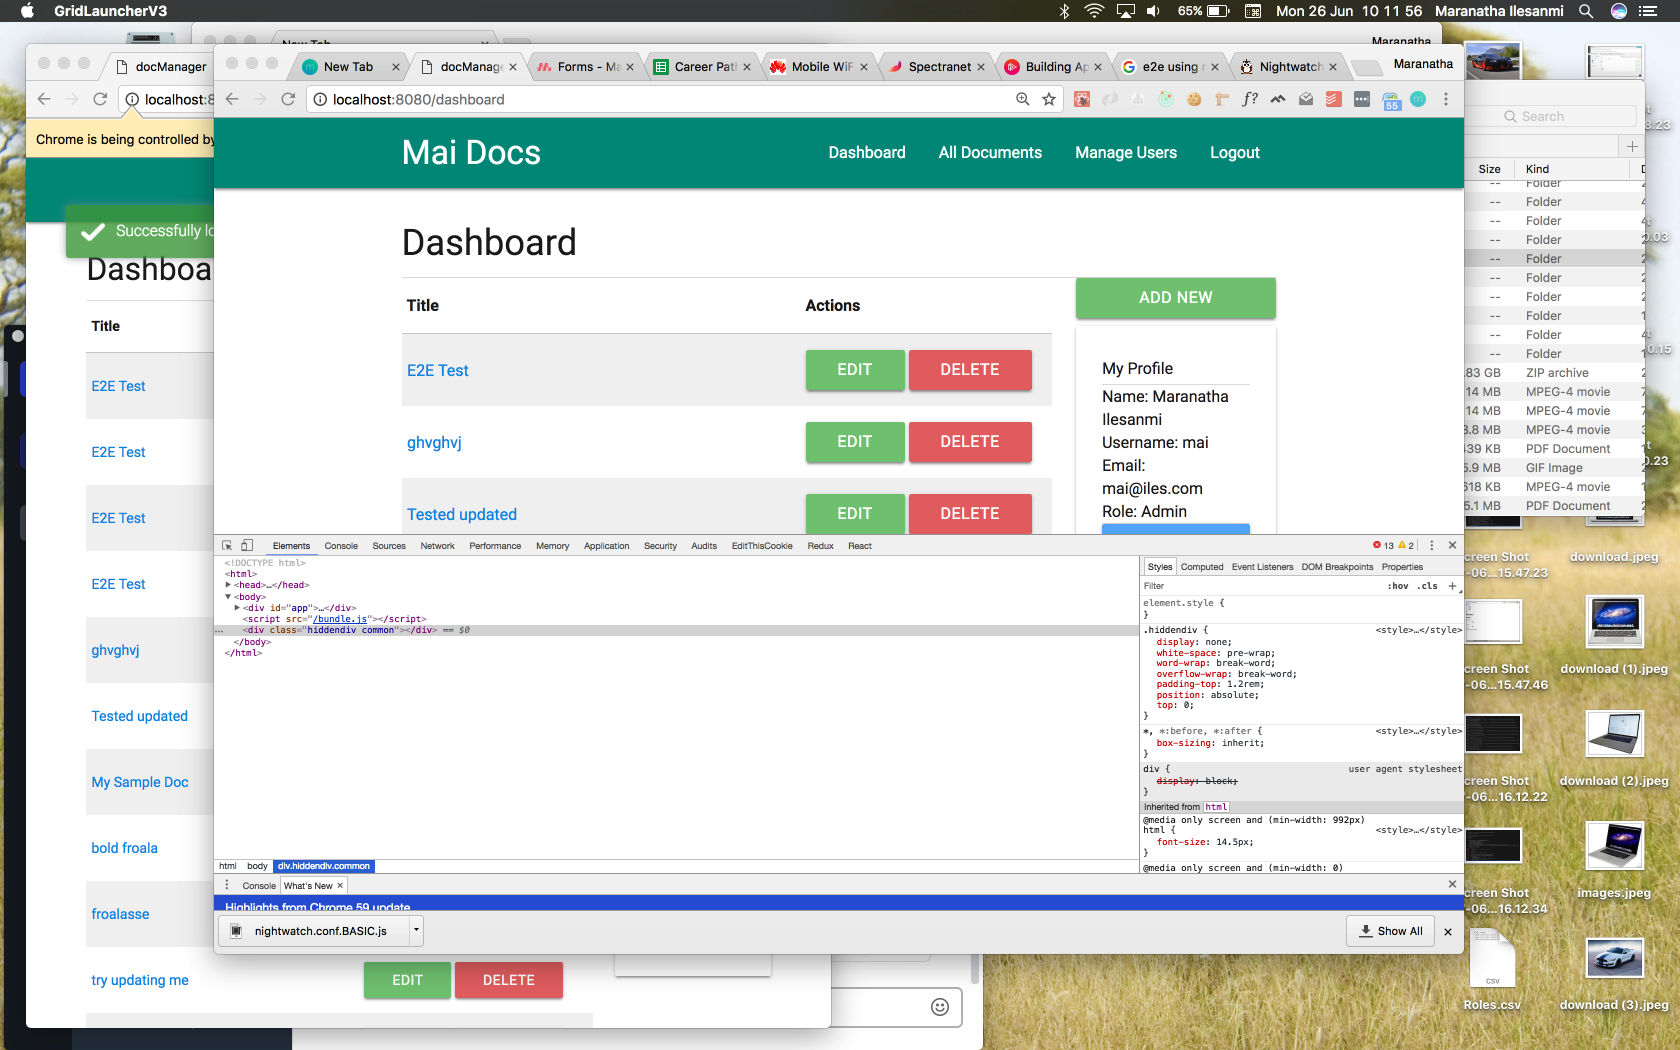 GridLauncherV3
65%
Mon 26 Jun 10 11 56
Maranatha Ilesanmi
New Tab
Maranatha
docManager
localhost:8
Chrome is being controlled by
Successfully lo
Dashboa
Title
E2E Test
E2E Test
E2E Test
E2E Test
ghvghvj
Tested updated
My Sample Doc
bold froala
froalasse
try updating me
EDIT
DELETE
New Tab
docManage
Forms - Ma
Career Path
Mobile WiF
Spectranet
Building Ap
e2e using n
Nightwatch
Maranatha
localhost:8080/dashboard
f?
55
Mai Docs
Dashboard
All Documents
Manage Users
Logout
Dashboard
Title
Actions
ADD NEW
E2E Test
EDIT
DELETE
ghvghvj
EDIT
DELETE
Tested updated
EDIT
DELETE
My Profile
Name: Maranatha
Ilesanmi
Username: mai
Email:
mai@iles.com
Role: Admin
Elements
Console
Sources
Network
Performance
Memory
Application
Security
Audits
EditThisCookie
Redux
React
13
2
<!DOCTYPE html>
<html>
<head>…</head>
<body>
<div id="app">…</div>
<script src="/bundle.js"></script>
<div class="hiddendiv common"></div> == $0
</body>
</html>
html
body
div.hiddendiv.common
Styles
Computed
Event Listeners
DOM Breakpoints
Properties
Filter
:hov
.cls
+
element.style {
}
.hiddendiv {
<style>…</style>
display: none;
white-space: pre-wrap;
word-wrap: break-word;
overflow-wrap: break-word;
padding-top: 1.2rem;
position: absolute;
top: 0;
}
*, *:before, *:after {
<style>…</style>
box-sizing: inherit;
}
div {
user agent stylesheet
display: block;
}
Inherited from html
@media only screen and (min-width: 992px)
html {
<style>…</style>
font-size: 14.5px;
}
@media only screen and (min-width: 0)
Console
What's New
Highlights from Chrome 59 update
nightwatch.conf.BASIC.js
Show All
Search
Size
Kind
-- Folder
-- Folder
-- Folder
-- Folder
-- Folder
-- Folder
-- Folder
-- Folder
-- Folder
-- Folder
83 GB ZIP archive
14 MB MPEG-4 movie
14 MB MPEG-4 movie
3.8 MB MPEG-4 movie
39 KB PDF Document
5.9 MB GIF Image
618 KB MPEG-4 movie
5.1 MB PDF Document
8.23
0.03
0.15
0.23
creen Shot
-06...15.47.23
download.jpeg
creen Shot
-06...15.47.46
download (1).jpeg
creen Shot
-06...16.12.22
download (2).jpeg
creen Shot
-06...16.12.34
images.jpeg
CSV
Roles.csv
download (3).jpeg